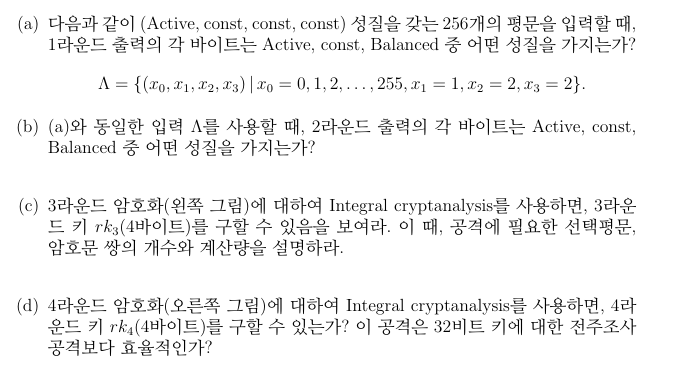 (a) 다음과 같이 (Active, const, const, const) 성질을 갖는 256개의 평문을 입력할 때,
1라운드 출력의 각 바이트는 Active, const, Balanced 중 어떤 성질을 가지는가?
Λ = {(x₀, x₁, x₂, x₃) | x₀ = 0, 1, 2, . . . , 255, x₁ = 1, x₂ = 2, x₃ = 2}.
(b) (a)와 동일한 입력 Λ를 사용할 때, 2라운드 출력의 각 바이트는 Active, const,
Balanced 중 어떤 성질을 가지는가?
(c) 3라운드 암호화(왼쪽 그림)에 대하여 Integral cryptanalysis를 사용하면, 3라운
드 키 rk₃(4바이트)를 구할 수 있음을 보여라. 이 때, 공격에 필요한 선택평문,
암호문 쌍의 개수와 계산량을 설명하라.
(d) 4라운드 암호화(오른쪽 그림)에 대하여 Integral cryptanalysis를 사용하면, 4라
운드 키 rk₄(4바이트)를 구할 수 있는가? 이 공격은 32비트 키에 대한 전주조사
공격보다 효율적인가?